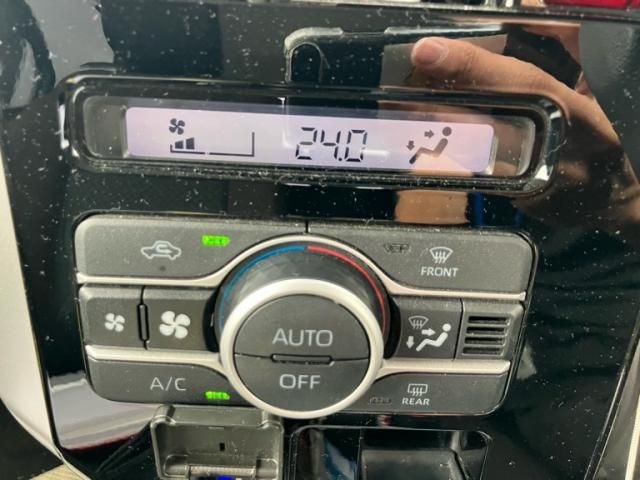 24.0
FRONT
AUTO
A/C
OFF
REAR